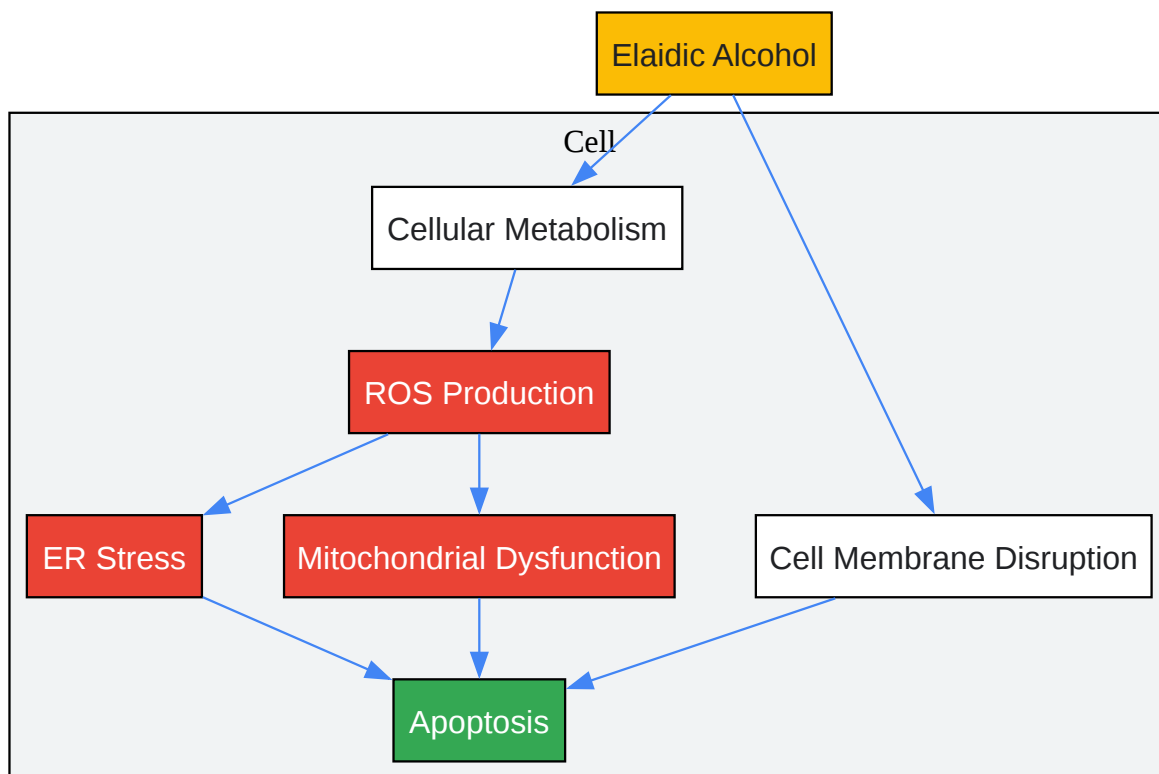 Elaidic Alcohol
Cell
Cellular Metabolism
ROS Production
ER Stress
Mitochondrial Dysfunction
Cell Membrane Disruption
Apoptosis